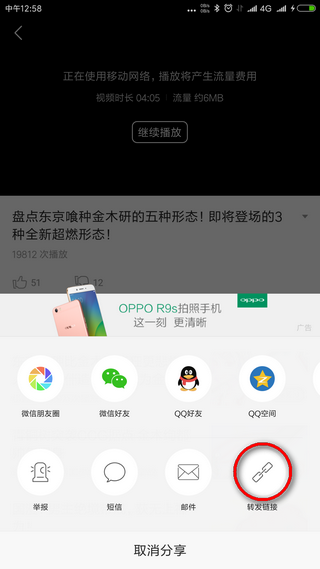 中午12:58
... 0K/s 0K/s 4G
正在使用移动网络，播放将产生流量费用
视频时长 04:05 | 流量 约6MB
继续播放
盘点东京喰种金木研的五种形态！即将登场的3
种全新超燃形态！
19812 次播放
51 12
OPPO R9s拍照手机 oppo
这一刻 更清晰
广告
微信朋友圈 微信好友 QQ好友 QQ空间
举报 短信 邮件 转发链接
取消分享